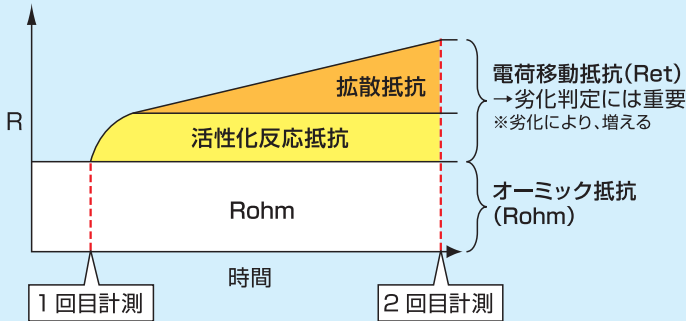 R
拡散抵抗
活性化反応抵抗
Rohm
電荷移動抵抗(Ret)
→劣化判定には重要
※劣化により、増える
オーミック抵抗
(Rohm)
時間
1回目計測
2回目計測